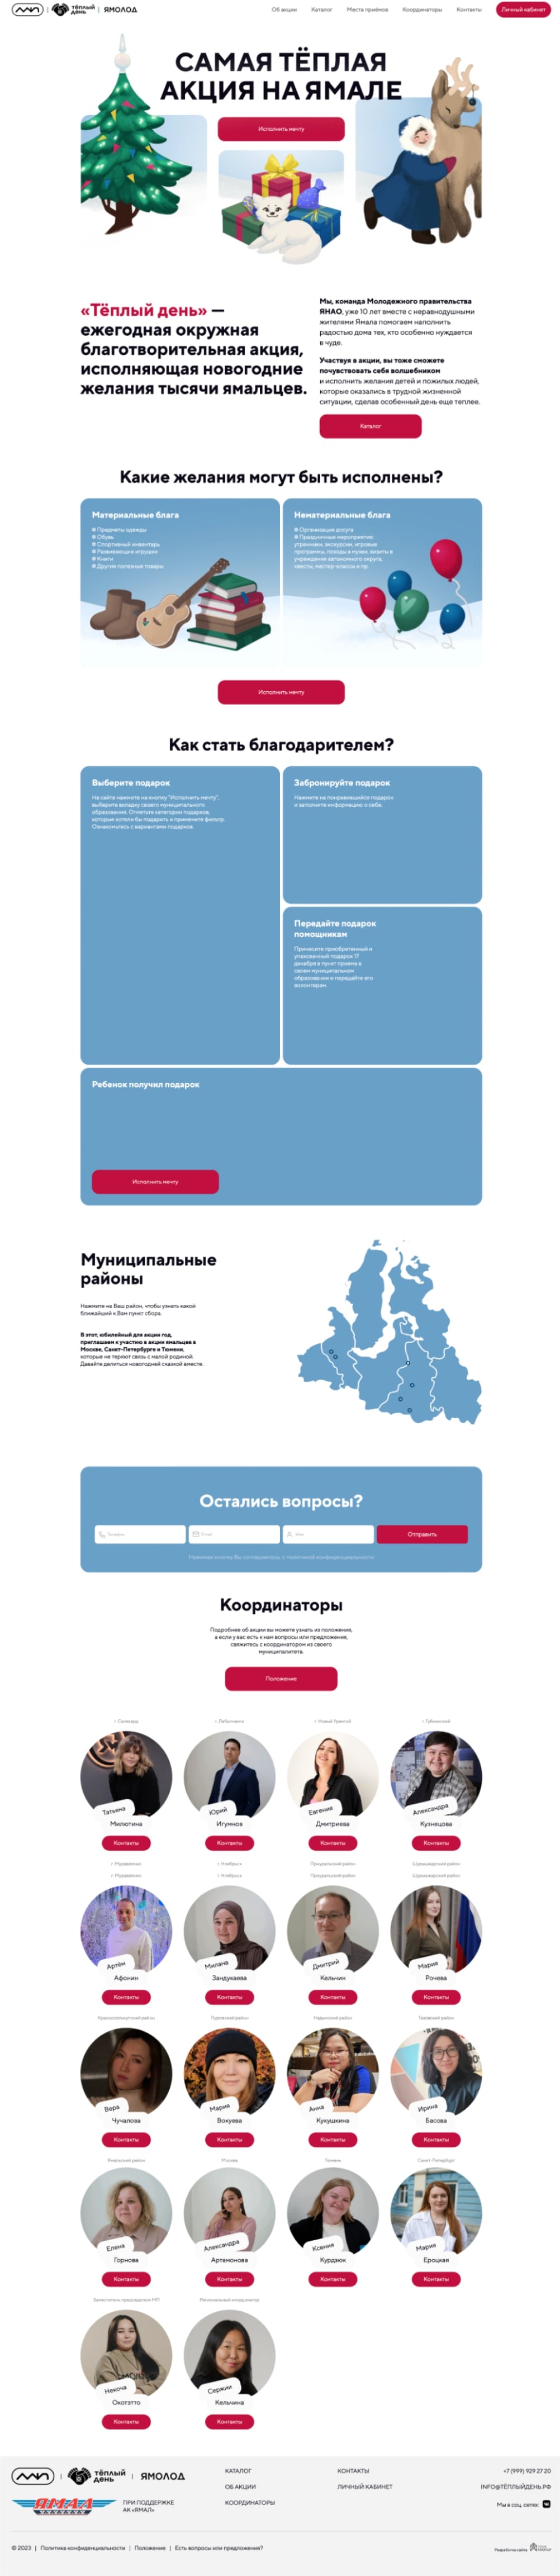 тёплый день
ЯМОЛОД
Об акции
Каталог
Места приёмов
Координаторы
Контакты
Личный кабинет
САМАЯ ТЁПЛАЯ
АКЦИЯ НА ЯМАЛЕ
Исполнить мечту
«Тёплый день» —
ежегодная окружная
благотворительная акция,
исполняющая новогодние
желания тысячи ямальцев.
Мы, команда Молодежного правительства
ЯНАО, уже 10 лет вместе с неравнодушными
жителями Ямала помогаем наполнить
радостью дома тех, кто особенно нуждается
в чуде.
Участвуя в акции, вы тоже сможете
почувствовать себя волшебником
и исполнить желания детей и пожилых людей,
которые оказались в трудной жизненной
ситуации, сделав особенный день еще теплее.
Каталог
Какие желания могут быть исполнены?
Материальные блага
Предметы одежды
Обувь
Спортивный инвентарь
Развивающие игрушки
Книги
Другие полезные товары
Нематериальные блага
Организация досуга
Праздничные мероприятия:
утренники, экскурсии, игровые
программы, походы в музеи, визиты в
учреждения автономного округа,
квесты, мастер-классы и пр.
Исполнить мечту
Как стать благодарителем?
Выберите подарок
На сайте нажмите на кнопку "Исполнить мечту",
выберите вкладку своего муниципального
образования. Отметьте категории подарков,
которые хотели бы подарить и примените фильтр.
Ознакомьтесь с вариантами подарков.
Забронируйте подарок
Нажмите на понравившийся подарок
и заполните информацию о себе.
Передайте подарок
помощникам
Принесите приобретенный и
упакованный подарок 17
декабря в пункт приема в
своем муниципальном
образовании и передайте его
волонтерам.
Ребенок получил подарок
Исполнить мечту
Муниципальные
районы
Нажмите на Ваш район, чтобы узнать какой
ближайший к Вам пункт сбора.
В этот, юбилейный для акции год,
приглашаем к участию в акции ямальцев в
Москве, Санкт-Петербурге и Тюмени,
которые не теряют связь с малой родиной.
Давайте делиться новогодней сказкой вместе.
Остались вопросы?
Телефон
Email
Имя
Отправить
Нажимая кнопку Вы соглашаетесь с политикой конфиденциальности
Координаторы
Подробнее об акции вы можете узнать из положения,
а если у вас есть к нам вопросы или предложения,
свяжитесь с координатором из своего
муниципалитета.
Положение
г. Салехард
г. Лабытнанги
г. Новый Уренгой
г. Губкинский
Татьяна
Юрий
Евгения
Александра
Милютина
Игумнов
Дмитриева
Кузнецова
Контакты
Контакты
Контакты
Контакты
г. Муравленко
г. Ноябрьск
Приуральский район
Шурышкарский район
г. Муравленко
г. Ноябрьск
Приуральский район
Шурышкарский район
Артём
Милана
Дмитрий
Мария
Афонин
Зандукаева
Кельчин
Рочева
Контакты
Контакты
Контакты
Контакты
Красноселькупский район
Пуровский район
Надымский район
Тазовский район
Вера
Мария
Анна
Ирина
Чучалова
Вокуева
Кукушкина
Басова
Контакты
Контакты
Контакты
Контакты
Ямальский район
Москва
Тюмень
Санкт-Петербург
Елена
Александра
Ксения
Мария
Горнова
Артамонова
Курдзюк
Ероцкая
Контакты
Контакты
Контакты
Контакты
Заместитель председателя МП
Региональный координатор
Некоча
Сержии
Окотэтто
Кельчина
Контакты
Контакты
тёплый день
ЯМОЛОД
ЯМАЛ
ПРИ ПОДДЕРЖКЕ
АК «ЯМАЛ»
КАТАЛОГ
ОБ АКЦИИ
КООРДИНАТОРЫ
КОНТАКТЫ
ЛИЧНЫЙ КАБИНЕТ
+7 (999) 929 27 20
INFO@ТЁПЛЫЙДЕНЬ.РФ
Мы в соц. сетях:
© 2023 | Политика конфиденциальности | Положение | Есть вопросы или предложения?
Разработка сайта